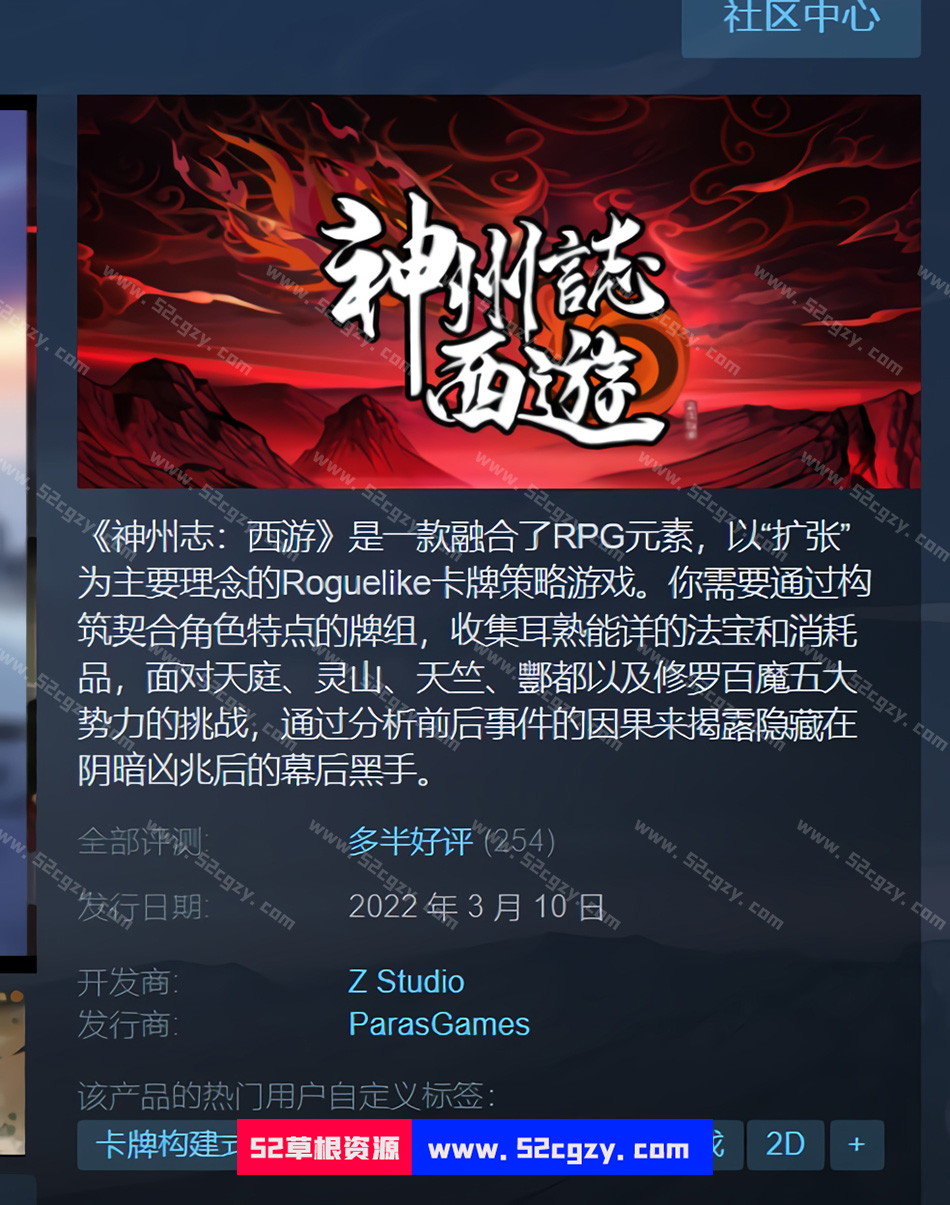 社区中心
神州誌
西遊
《神州志：西游》是一款融合了RPG元素，以“扩张”
为主要理念的Roguelike卡牌策略游戏。你需要通过构
筑契合角色特点的牌组，收集耳熟能详的法宝和消耗
品，面对天庭、灵山、天竺、酆都以及修罗百魔五大
势力的挑战，通过分析前后事件的因果来揭露隐藏在
阴暗凶兆后的幕后黑手。
全部评测: 多半好评 (254)
发行日期: 2022 年 3 月 10 日
开发商: Z Studio
发行商: ParasGames
该产品的热门用户自定义标签:
卡牌构建式 52草根资源 www.52cgzy.com 2D +